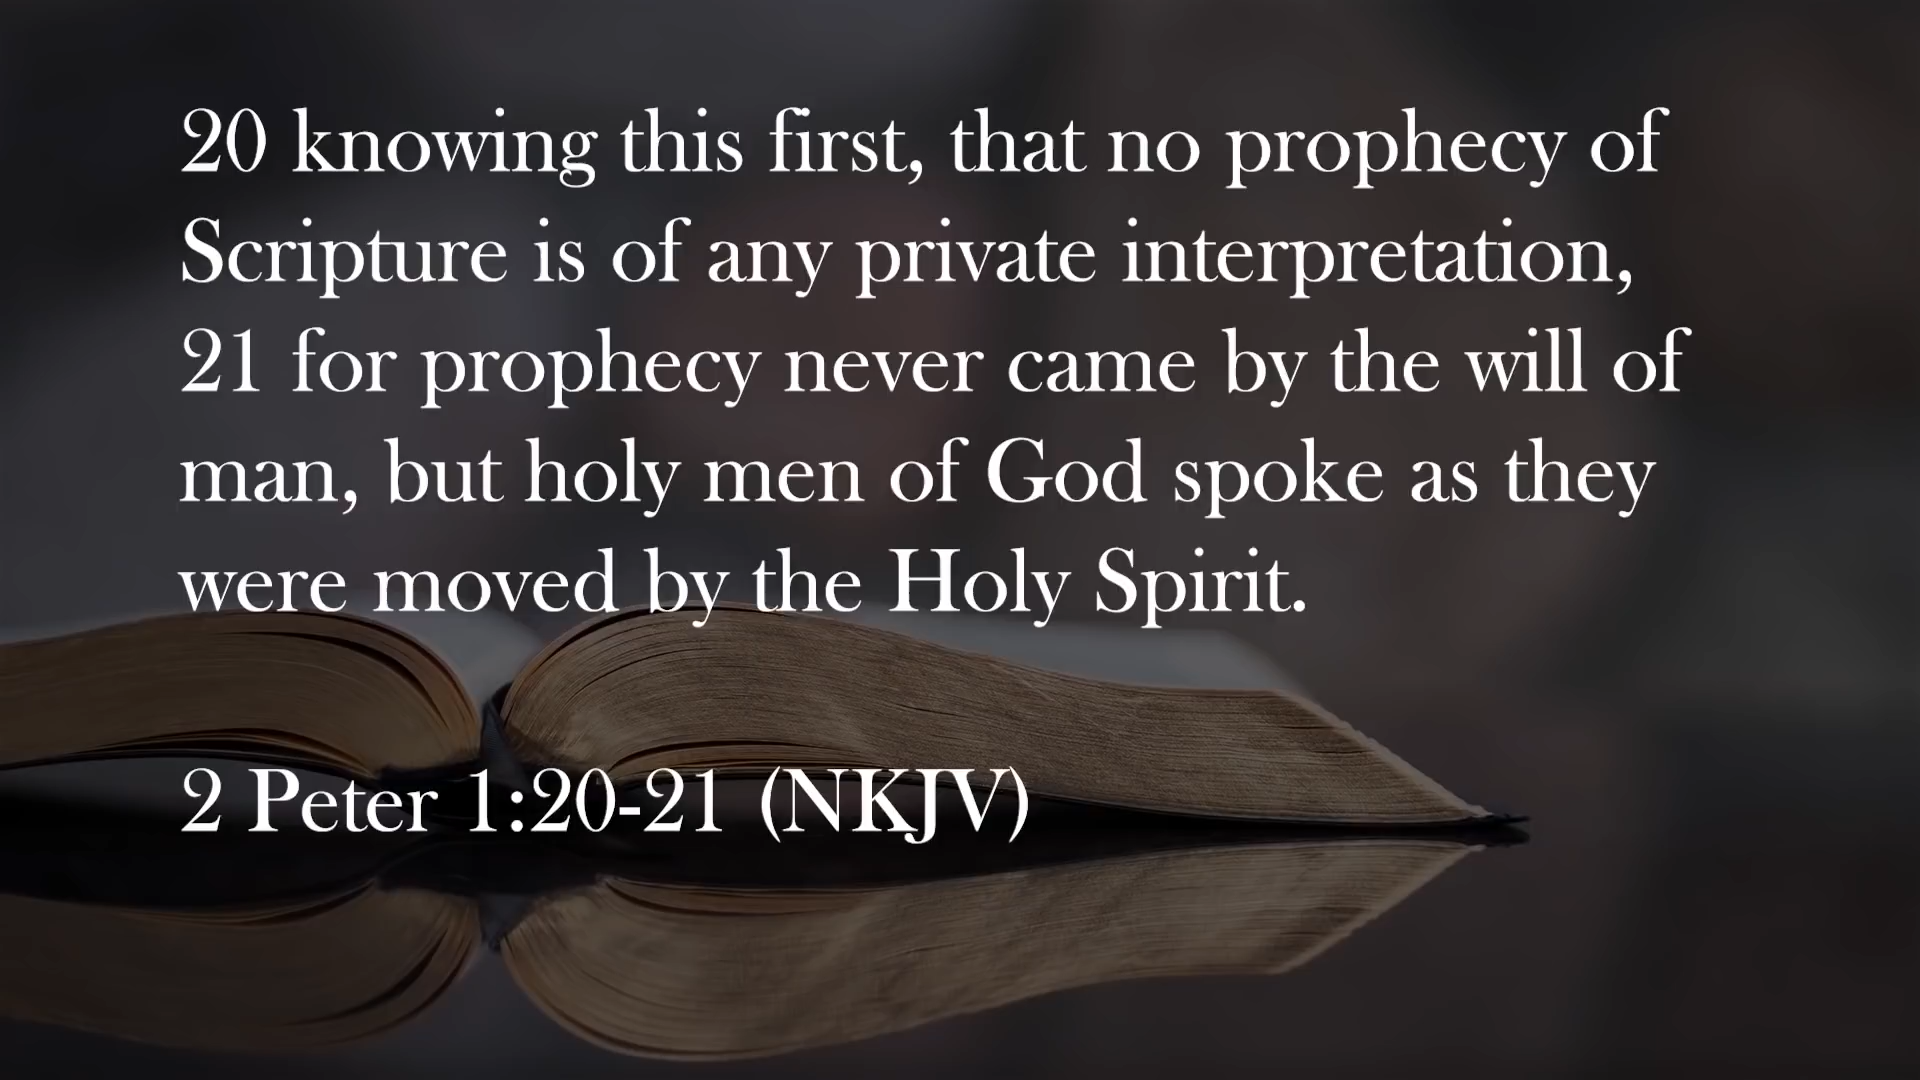 20 knowing this first, that no prophecy of
Scripture is of any private interpretation,
21 for prophecy never came by the will of
man, but holy men of God spoke as they
were moved by the Holy Spirit.
2 Peter 1:20-21 (NKJV)